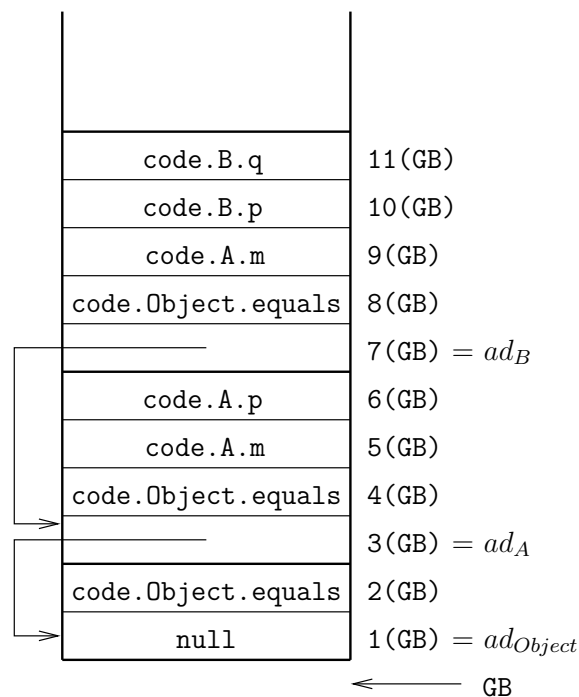 code.B.q 11(GB)
code.B.p 10(GB)
code.A.m 9(GB)
code.Object.equals 8(GB)
7(GB) = ad_B
code.A.p 6(GB)
code.A.m 5(GB)
code.Object.equals 4(GB)
3(GB) = ad_A
code.Object.equals 2(GB)
null 1(GB) = ad_Object
GB